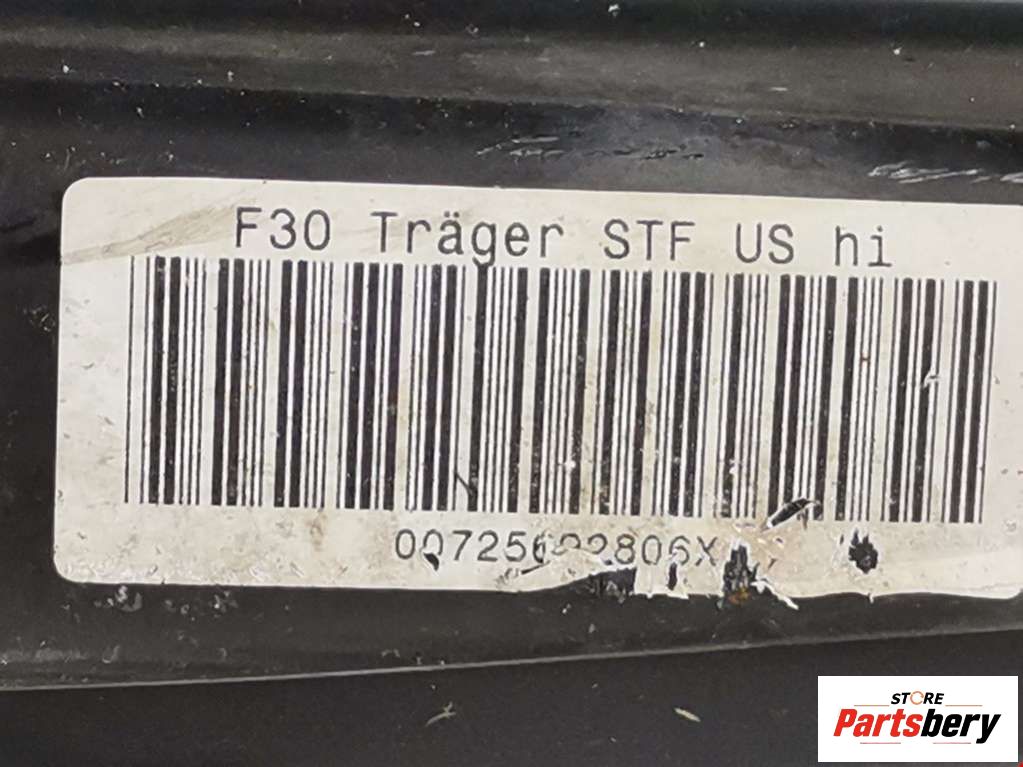 F30 Träger STF US hi
STORE
Partsbery